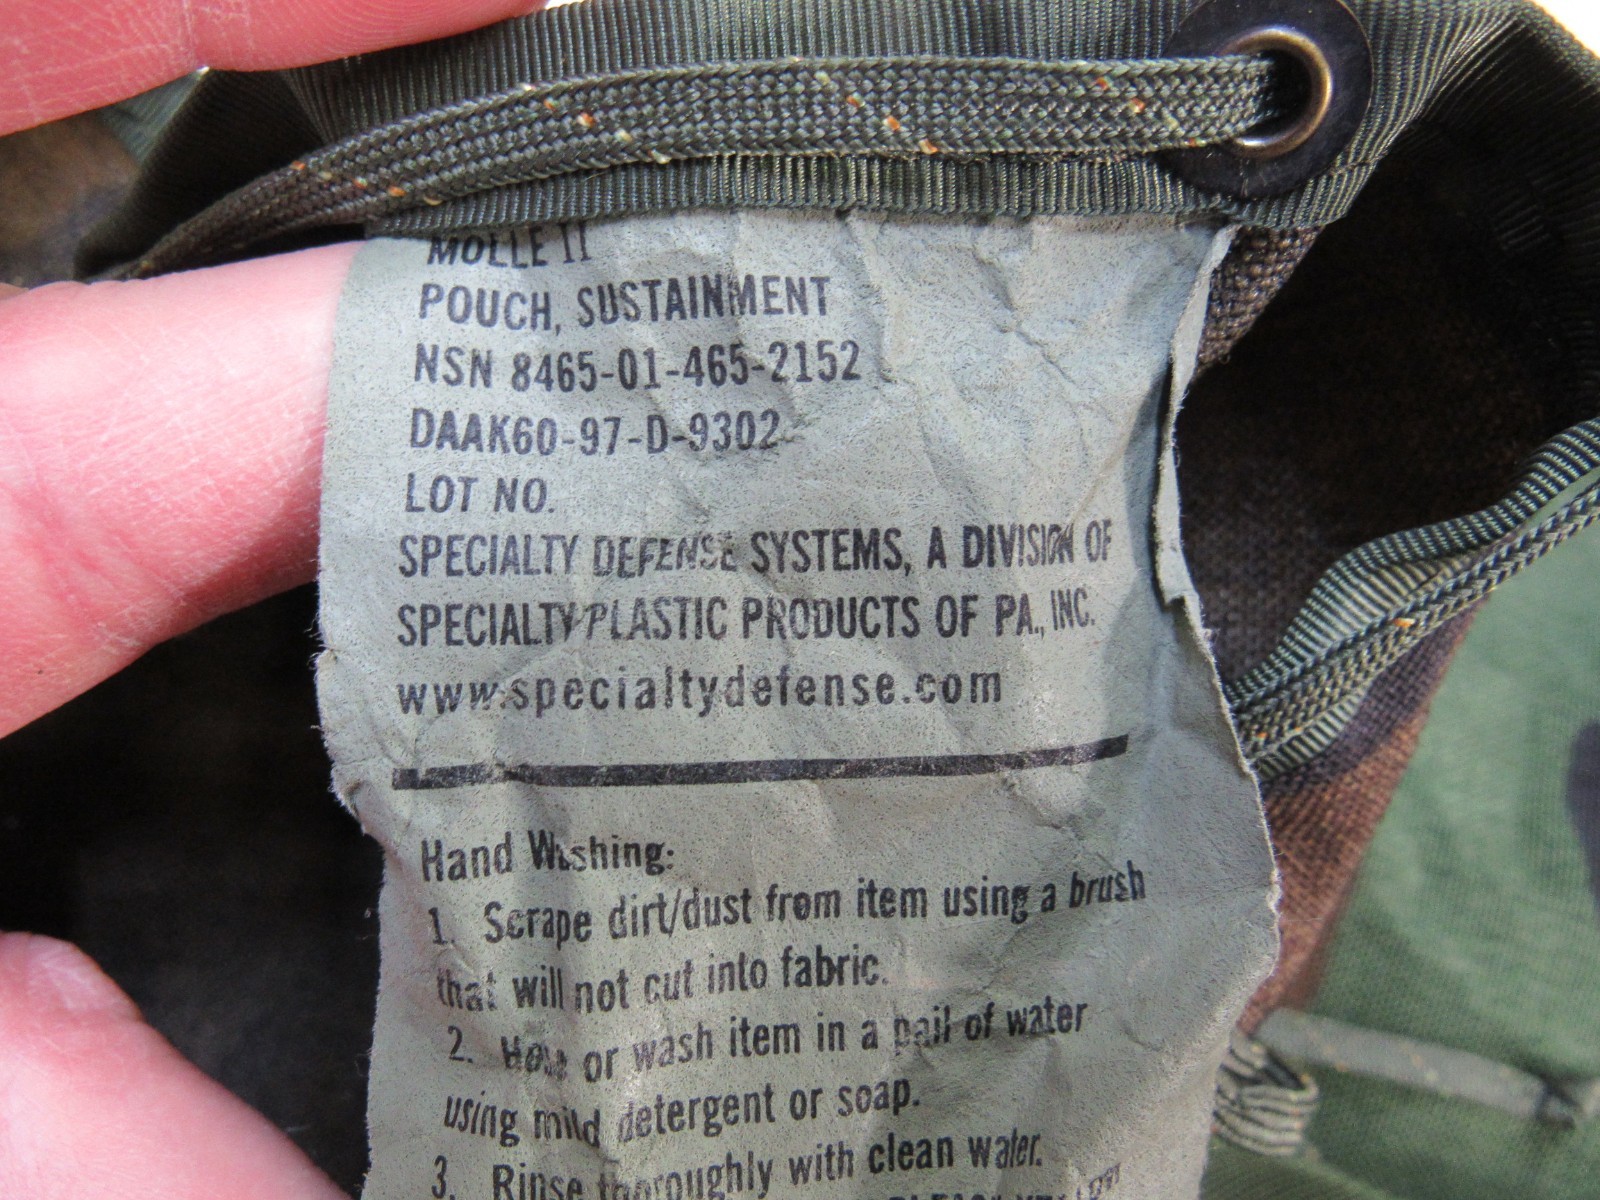 MOLLE II
POUCH, SUSTAINMENT
NSN 8465-01-465-2152
DAAK60-97-D-9302
LOT NO.
SPECIALTY DEFENSE SYSTEMS, A DIVISION OF
SPECIALTY PLASTIC PRODUCTS OF PA., INC.
www.specialtydefense.com
Hand Washing:
1. Scrape dirt/dust from item using a brush
that will not cut into fabric.
2. Hose or wash item in a pail of water
using mild detergent or soap.
3. Rinse thoroughly with clean water.